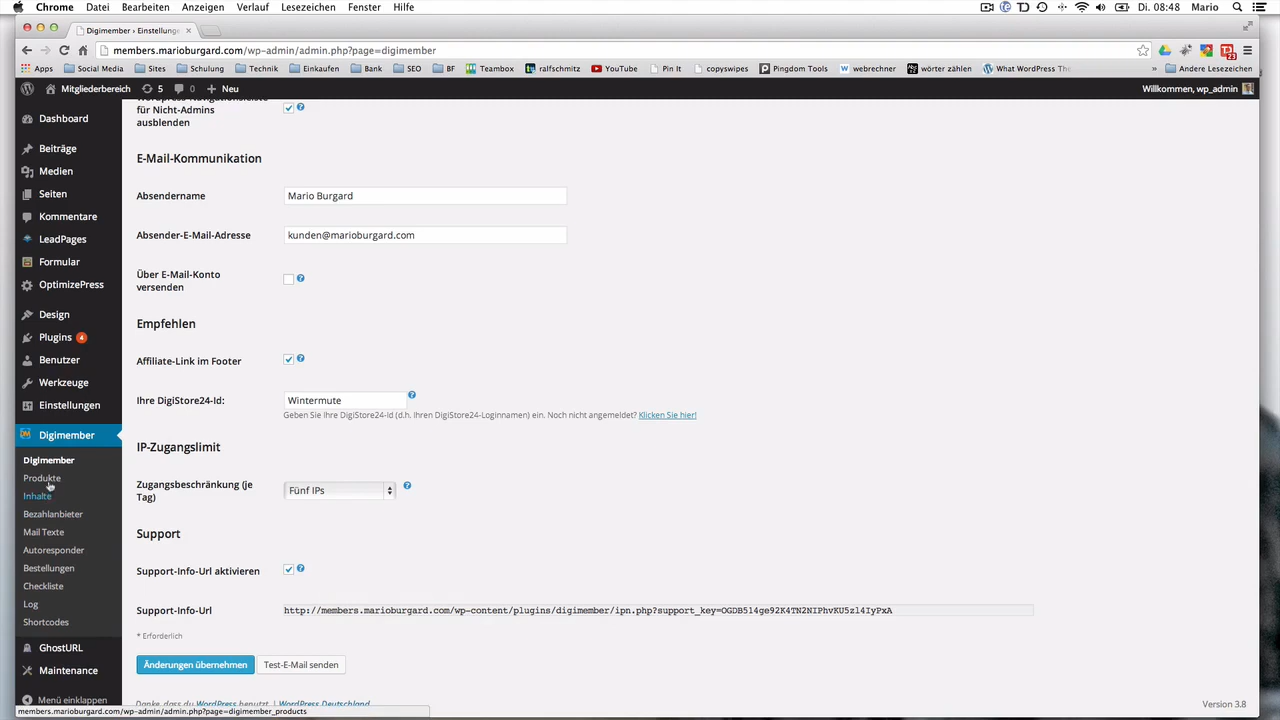 Chrome Datei Bearbeiten Anzeigen Verlauf Lesezeichen Fenster Hilfe Di. 08:48 Mario
Digimember › Einstellung
members.marioburgard.com/wp-admin/admin.php?page=digimember
Apps Social Media Sites Schulung Technik Einkaufen Bank SEO BF Teambox ralfschmitz YouTube Pin It copyswipes Pingdom Tools webrechner wörter zählen What WordPress The » Andere Lesezeichen
Mitgliederbereich 5 0 + Neu Willkommen, wp_admin
Dashboard
Beiträge
Medien
Seiten
Kommentare
LeadPages
Formular
OptimizePress
Design
Plugins 4
Benutzer
Werkzeuge
Einstellungen
Digimember
Digimember
Produkte
Inhalte
Bezahlanbieter
Mail Texte
Autoresponder
Bestellungen
Checkliste
Log
Shortcodes
GhostURL
Maintenance
Menü einklappen
Wordpress-Navigationsleiste
für Nicht-Admins
ausblenden
E-Mail-Kommunikation
Absendername Mario Burgard
Absender-E-Mail-Adresse kunden@marioburgard.com
Über E-Mail-Konto
versenden
Empfehlen
Affiliate-Link im Footer
Ihre DigiStore24-Id: Wintermute
Geben Sie Ihre DigiStore24-Id (d.h. Ihren DigiStore24-Loginnamen) ein. Noch nicht angemeldet? Klicken Sie hier!
IP-Zugangslimit
Zugangsbeschränkung (je
Tag) Fünf IPs
Support
Support-Info-Url aktivieren
Support-Info-Url http://members.marioburgard.com/wp-content/plugins/digimember/ipn.php?support_key=OGDB514ge92K4TN2NIPhvKU5zl4IyPxA
* Erforderlich
Änderungen übernehmen Test-E-Mail senden
Danke, dass du WordPress benutzt. | WordPress Deutschland
Version 3.8
members.marioburgard.com/wp-admin/admin.php?page=digimember_products